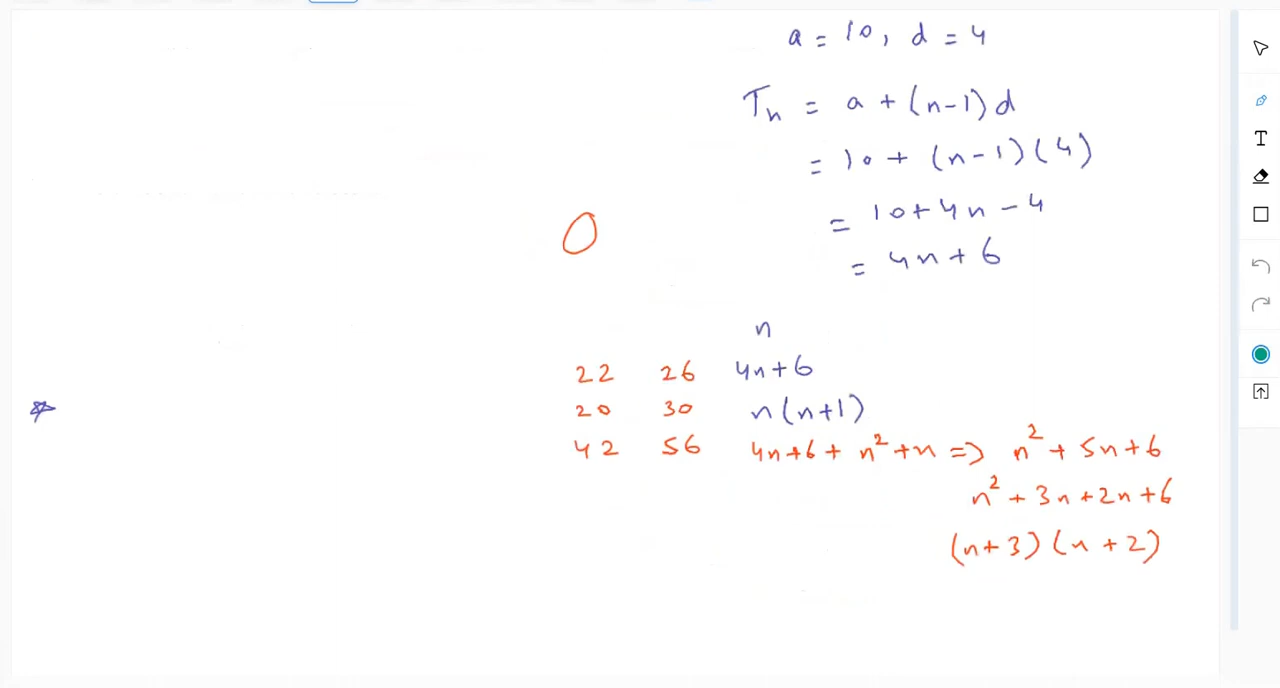 a = 10, d = 4
Tn = a + (n-1)d
= 10 + (n-1)(4)
= 10 + 4n - 4
= 4n + 6
0
n
22 26 4n+6
20 30 n(n+1)
42 56 4n+6 + n² + n => n² + 5n + 6
n² + 3n + 2n + 6
(n+3)(n+2)
T